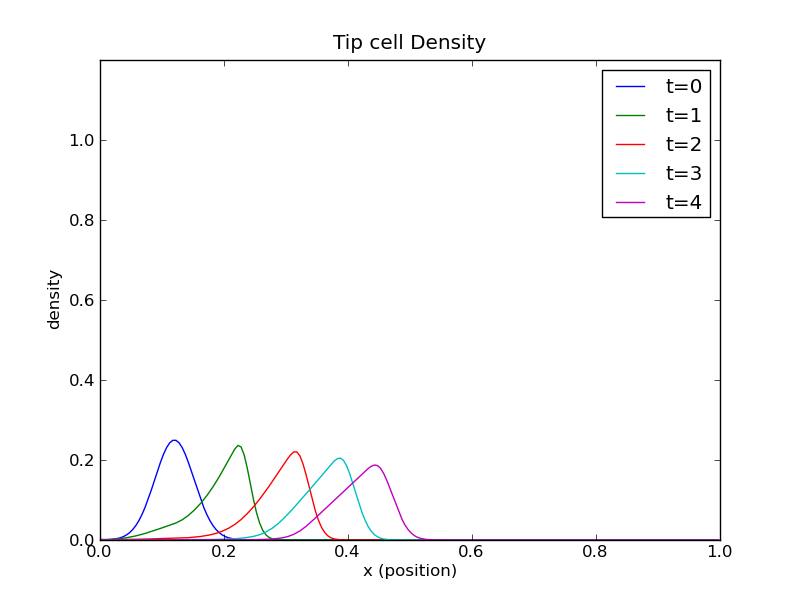 Tip cell Density
t=0
t=1
t=2
t=3
t=4
1.0
0.8
0.6
0.4
0.2
0.0
density
0.0 0.2 0.4 0.6 0.8 1.0
x (position)